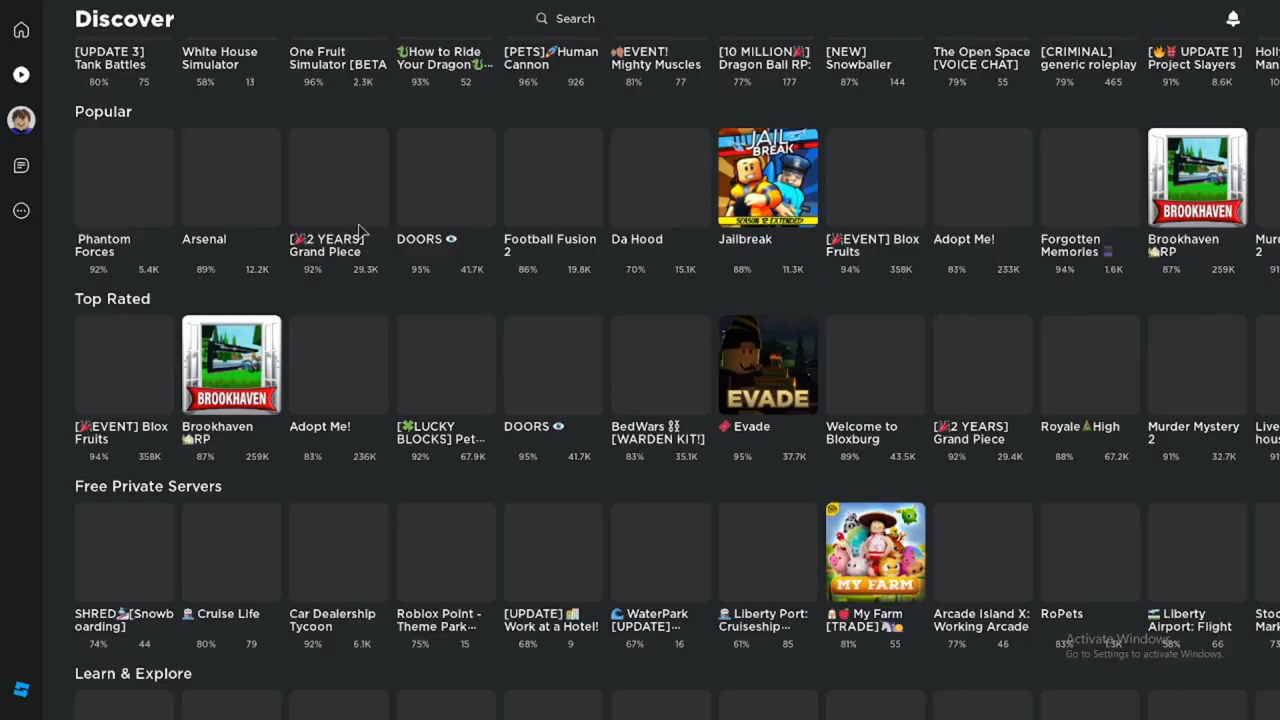 Discover
Search
[UPDATE 3] Tank Battles
80% 75
White House Simulator
58% 13
One Fruit Simulator [BETA
96% 2.3K
🐉How to Ride Your Dragon🐉...
93% 52
[PETS]🚀Human Cannon
96% 926
EVENT! Mighty Muscles
81% 77
[10 MILLION🎉] Dragon Ball RP:
77% 177
[NEW] Snowballer
87% 144
The Open Space [VOICE CHAT]
79% 55
[CRIMINAL] generic roleplay
79% 465
[🔥👹 UPDATE 1] Project Slayers
91% 8.6K
Popular
Phantom Forces
92% 5.4K
Arsenal
89% 12.2K
[🎉2 YEARS] Grand Piece
92% 29.3K
DOORS 👁️
95% 41.7K
Football Fusion 2
86% 19.8K
Da Hood
70% 15.1K
JAIL BREAK
SEASON 12 EXTENDED!
Jailbreak
88% 11.3K
[🎉EVENT] Blox Fruits
94% 358K
Adopt Me!
83% 233K
Forgotten Memories
94% 1.6K
BROOKHAVEN
Brookhaven 🏡RP
87% 259K
Top Rated
[🎉EVENT] Blox Fruits
94% 358K
BROOKHAVEN
Brookhaven 🏡RP
87% 259K
Adopt Me!
83% 236K
[🍀LUCKY BLOCKS] Pet...
92% 67.9K
DOORS 👁️
95% 41.7K
BedWars ⛓️ [WARDEN KIT!]
83% 35.1K
EVADE
🧨Evade
95% 37.7K
Welcome to Bloxburg
89% 43.5K
[🎉2 YEARS] Grand Piece
92% 29.4K
Royale🎄High
88% 67.2K
Murder Mystery 2
91% 32.7K
Free Private Servers
SHRED🏂[Snowboarding]
74% 44
🚢 Cruise Life
80% 79
Car Dealership Tycoon
92% 6.1K
Roblox Point - Theme Park...
75% 15
[UPDATE] 🏨 Work at a Hotel!
68% 9
🌊 WaterPark [UPDATE]...
67% 16
🚢 Liberty Port: Cruiseship...
61% 85
MY FARM
My Farm [TRADE]
81% 55
Arcade Island X: Working Arcade
77% 46
RoPets
83% 1.3K
🛫 Liberty Airport: Flight
58% 66
Activate Windows
Go to Settings to activate Windows.
Learn & Explore